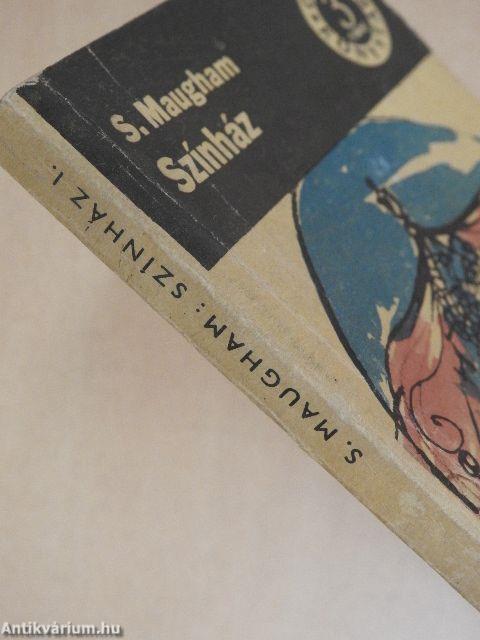 S. Maugham
Színház
S. MAUGHAM: SZÍNHÁZ I.
Antikvárium.hu